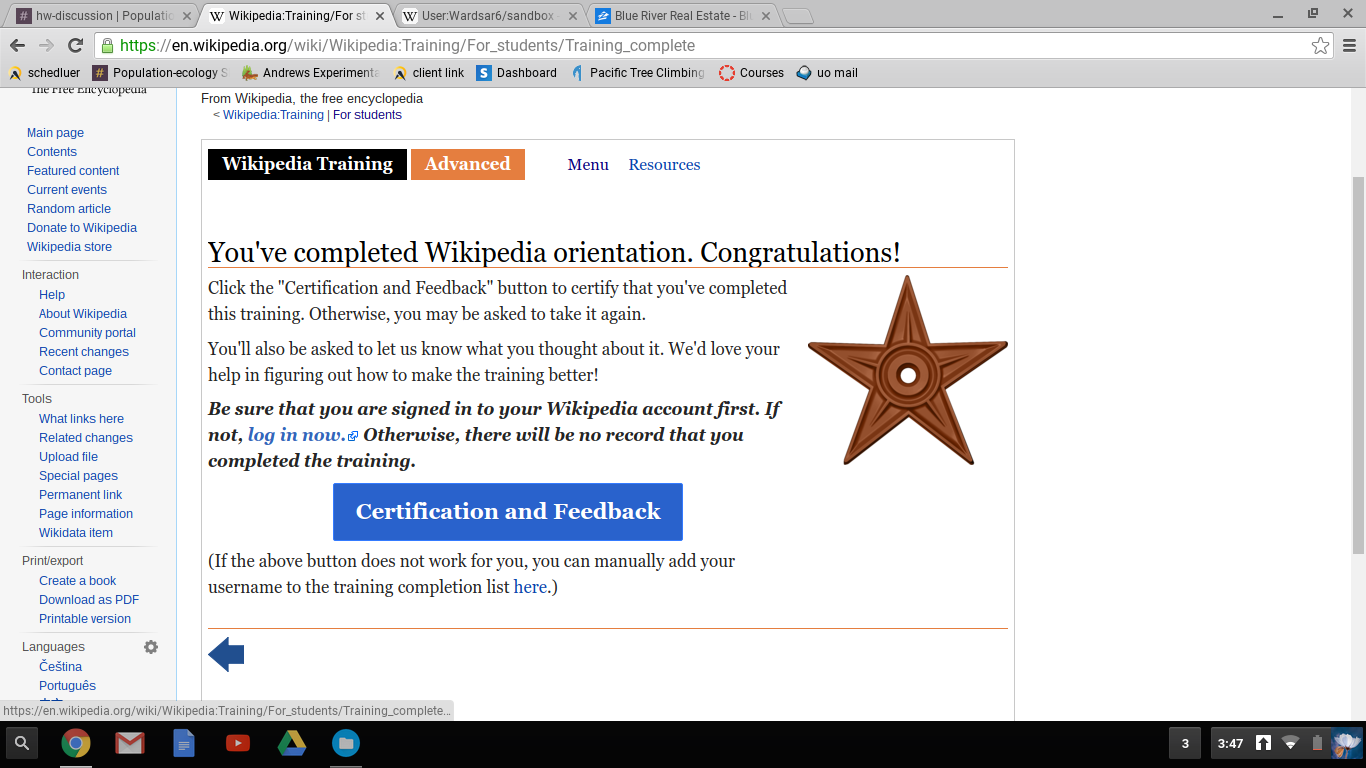 hw-discussion | Populatio
Wikipedia:Training/For st
User:Wardsar6/sandbox -
Blue River Real Estate - Bl
https://en.wikipedia.org/wiki/Wikipedia:Training/For_students/Training_complete
schedluer
Population-ecology S
Andrews Experimenta
client link
Dashboard
Pacific Tree Climbing
Courses
uo mail
The Free Encyclopedia
Main page
Contents
Featured content
Current events
Random article
Donate to Wikipedia
Wikipedia store
Interaction
Help
About Wikipedia
Community portal
Recent changes
Contact page
Tools
What links here
Related changes
Upload file
Special pages
Permanent link
Page information
Wikidata item
Print/export
Create a book
Download as PDF
Printable version
Languages
Čeština
Português
From Wikipedia, the free encyclopedia
< Wikipedia:Training | For students
Wikipedia Training Advanced Menu Resources
You've completed Wikipedia orientation. Congratulations!
Click the "Certification and Feedback" button to certify that you've completed
this training. Otherwise, you may be asked to take it again.
You'll also be asked to let us know what you thought about it. We'd love your
help in figuring out how to make the training better!
Be sure that you are signed in to your Wikipedia account first. If
not, log in now. Otherwise, there will be no record that you
completed the training.
Certification and Feedback
(If the above button does not work for you, you can manually add your
username to the training completion list here.)
https://en.wikipedia.org/wiki/Wikipedia:Training/For_students/Training_complete...
3
3:47